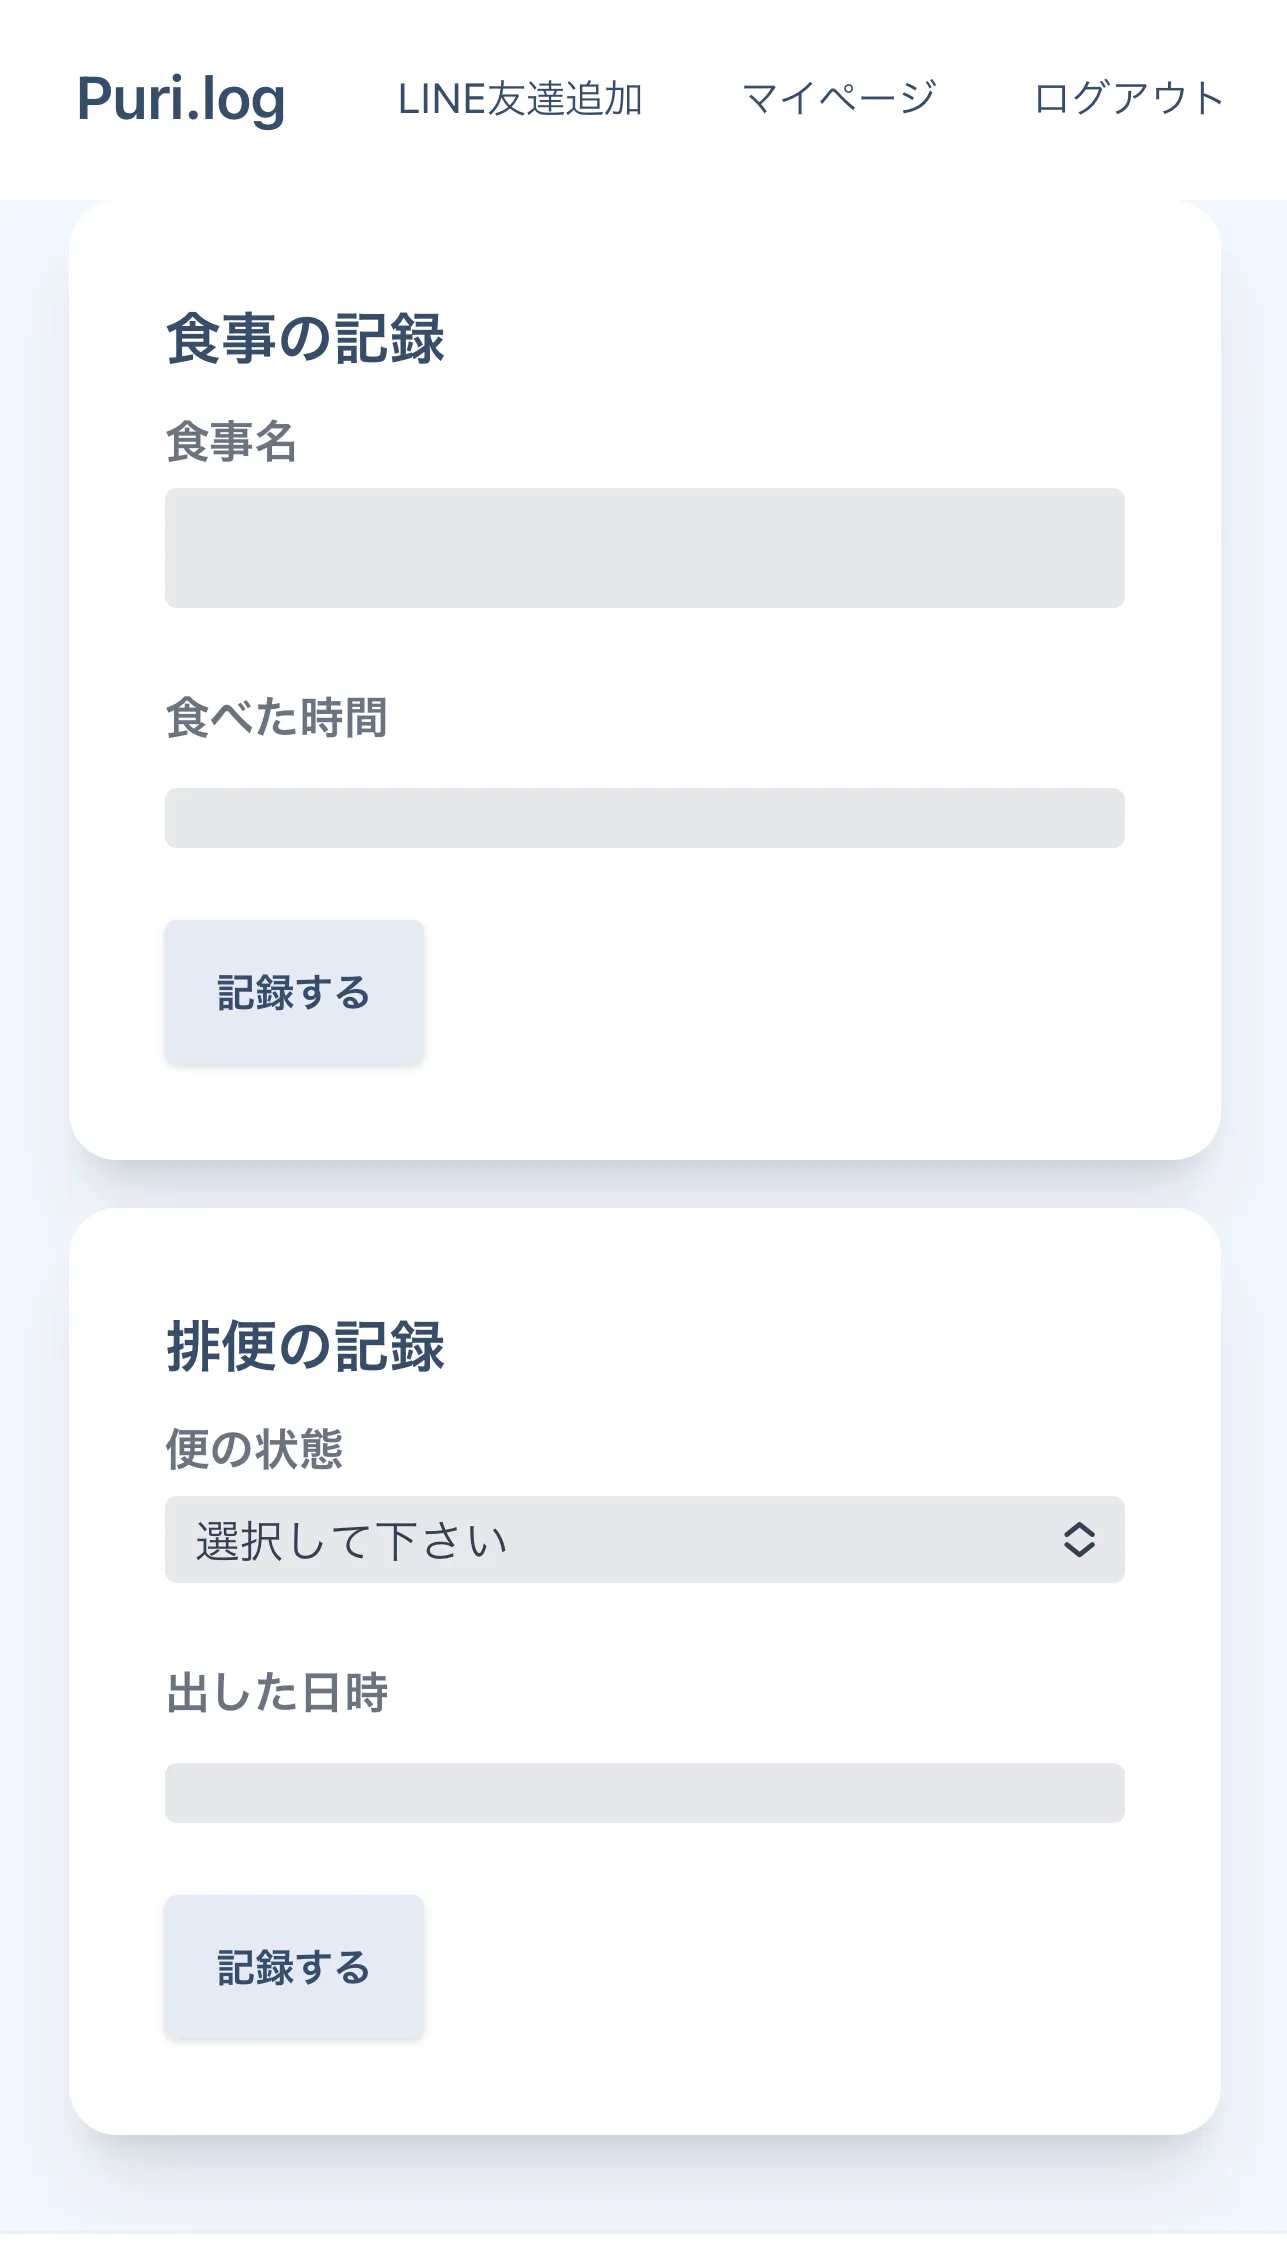 Puri.log LINE友達追加 マイページ ログアウト
食事の記録
食事名
食べた時間
記録する
排便の記録
便の状態
選択して下さい
出した日時
記録する